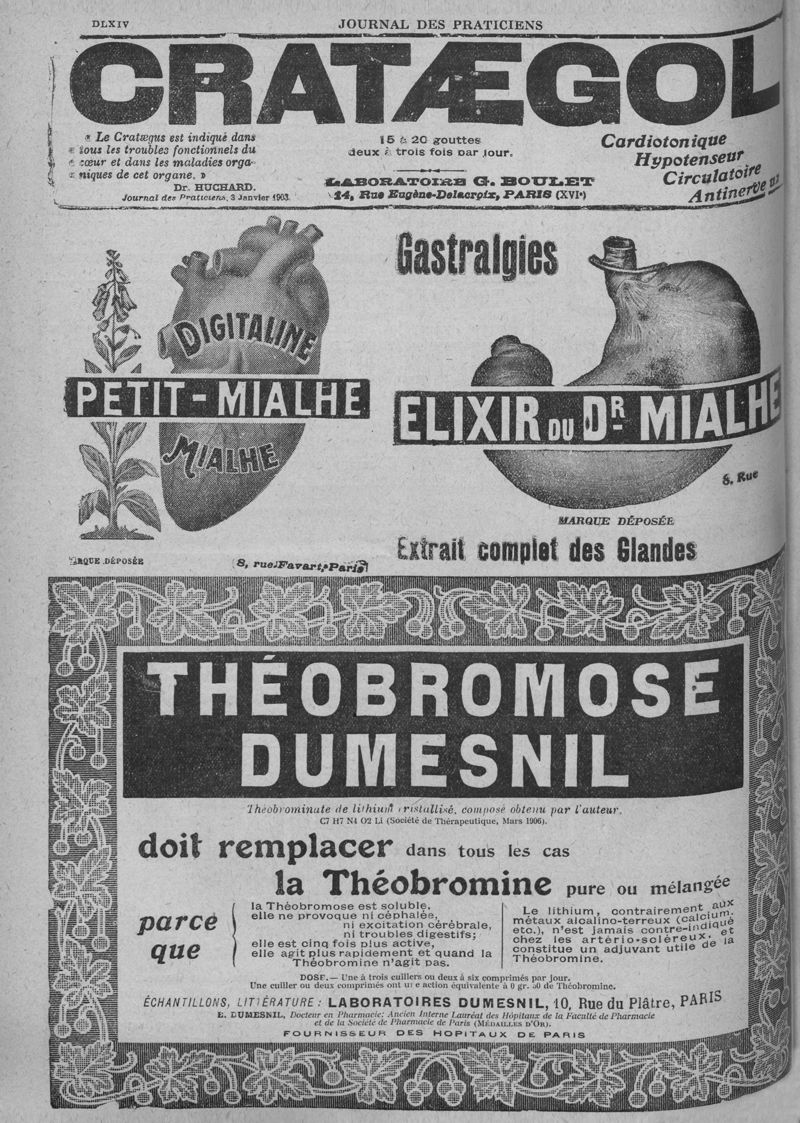 DLXIV
JOURNAL DES PRATICIENS
CRATÆGOL
« Le Cratægus est indiqué dans
« tous les troubles fonctionnels du
« cœur et dans les maladies orga-
« niques de cet organe. »
Dr. HUCHARD.
Journal des Praticiens, 3 Janvier 1903.
15 à 20 gouttes
deux à trois fois par jour.
LABORATOIRE G. BOULET
24, Rue Eugène-Delacroix, PARIS (XVIe)
Cardiotonique
Hypotenseur
Circulatoire
Antinerveux
DIGITALINE
PETIT-MIALHE
MIALHE
MARQUE DÉPOSÉE
8, rue Favart, Paris
Gastralgies
ELIXIR DU DR MIALHE
8, Rue
MARQUE DÉPOSÉE
Extrait complet des Glandes
THÉOBROMOSE
DUMESNIL
Théobrominate de lithium cristallisé, composé obtenu par l'auteur.
C7 H7 N4 O2 Li (Société de Thérapeutique, Mars 1906).
doit remplacer dans tous les cas
la Théobromine pure ou mélangée
parce
que
la Théobromose est soluble.
elle ne provoque ni céphalée,
ni excitation cérébrale,
ni troubles digestifs;
elle est cinq fois plus active,
elle agit plus rapidement et quand la
Théobromine n'agit pas.
Le lithium, contrairement aux
métaux alcalino-terreux (calcium,
etc.), n'est jamais contre-indiqué
chez les artério-scléreux, et
constitue un adjuvant utile de la
Théobromine.
DOSE. — Une à trois cuillers ou deux à six comprimés par jour.
Une cuiller ou deux comprimés ont une action équivalente à 0 gr. 50 de Théobromine.
ÉCHANTILLONS, LITTÉRATURE : LABORATOIRES DUMESNIL, 10, Rue du Plâtre, PARIS
E. DUMESNIL, Docteur en Pharmacie; Ancien Interne Lauréat des Hôpitaux de la Faculté de Pharmacie
et de la Société de Pharmacie de Paris (MÉDAILLES D'OR).
FOURNISSEUR DES HOPITAUX DE PARIS